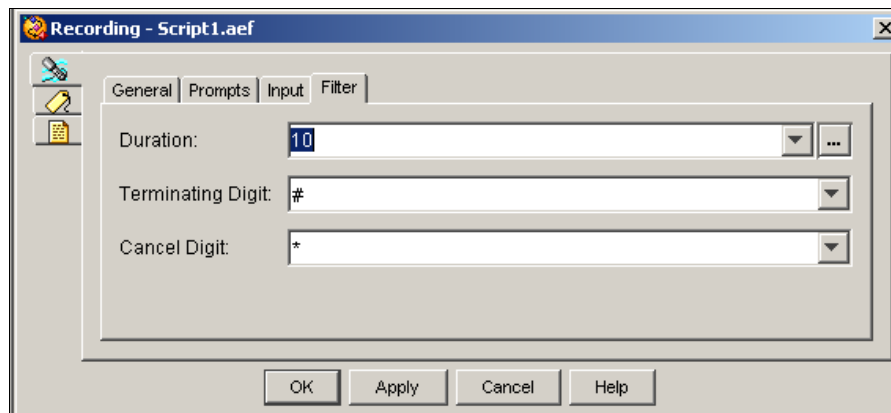 Recording - Script1.aef
General Prompts Input Filter
Duration: 10 ...
Terminating Digit: #
Cancel Digit: *
OK Apply Cancel Help